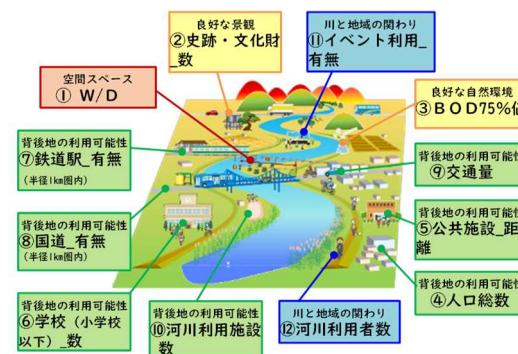 良好な景観
②史跡・文化財
_数
川と地域の関わり
⑪イベント利用_
有無
空間スペース
① W/D
良好な自然環境
③BOD75%値
背後地の利用可能性
⑦鉄道駅_有無
(半径1km圏内)
背後地の利用可能性
⑨交通量
背後地の利用可能性
⑧国道_有無
(半径1km圏内)
背後地の利用可能性
⑤公共施設_距
離
背後地の利用可能性
④人口総数
背後地の利用可能性
⑥学校(小学校
以下)_数
背後地の利用可能性
⑩河川利用施設
数
川と地域の関わり
⑫河川利用者数